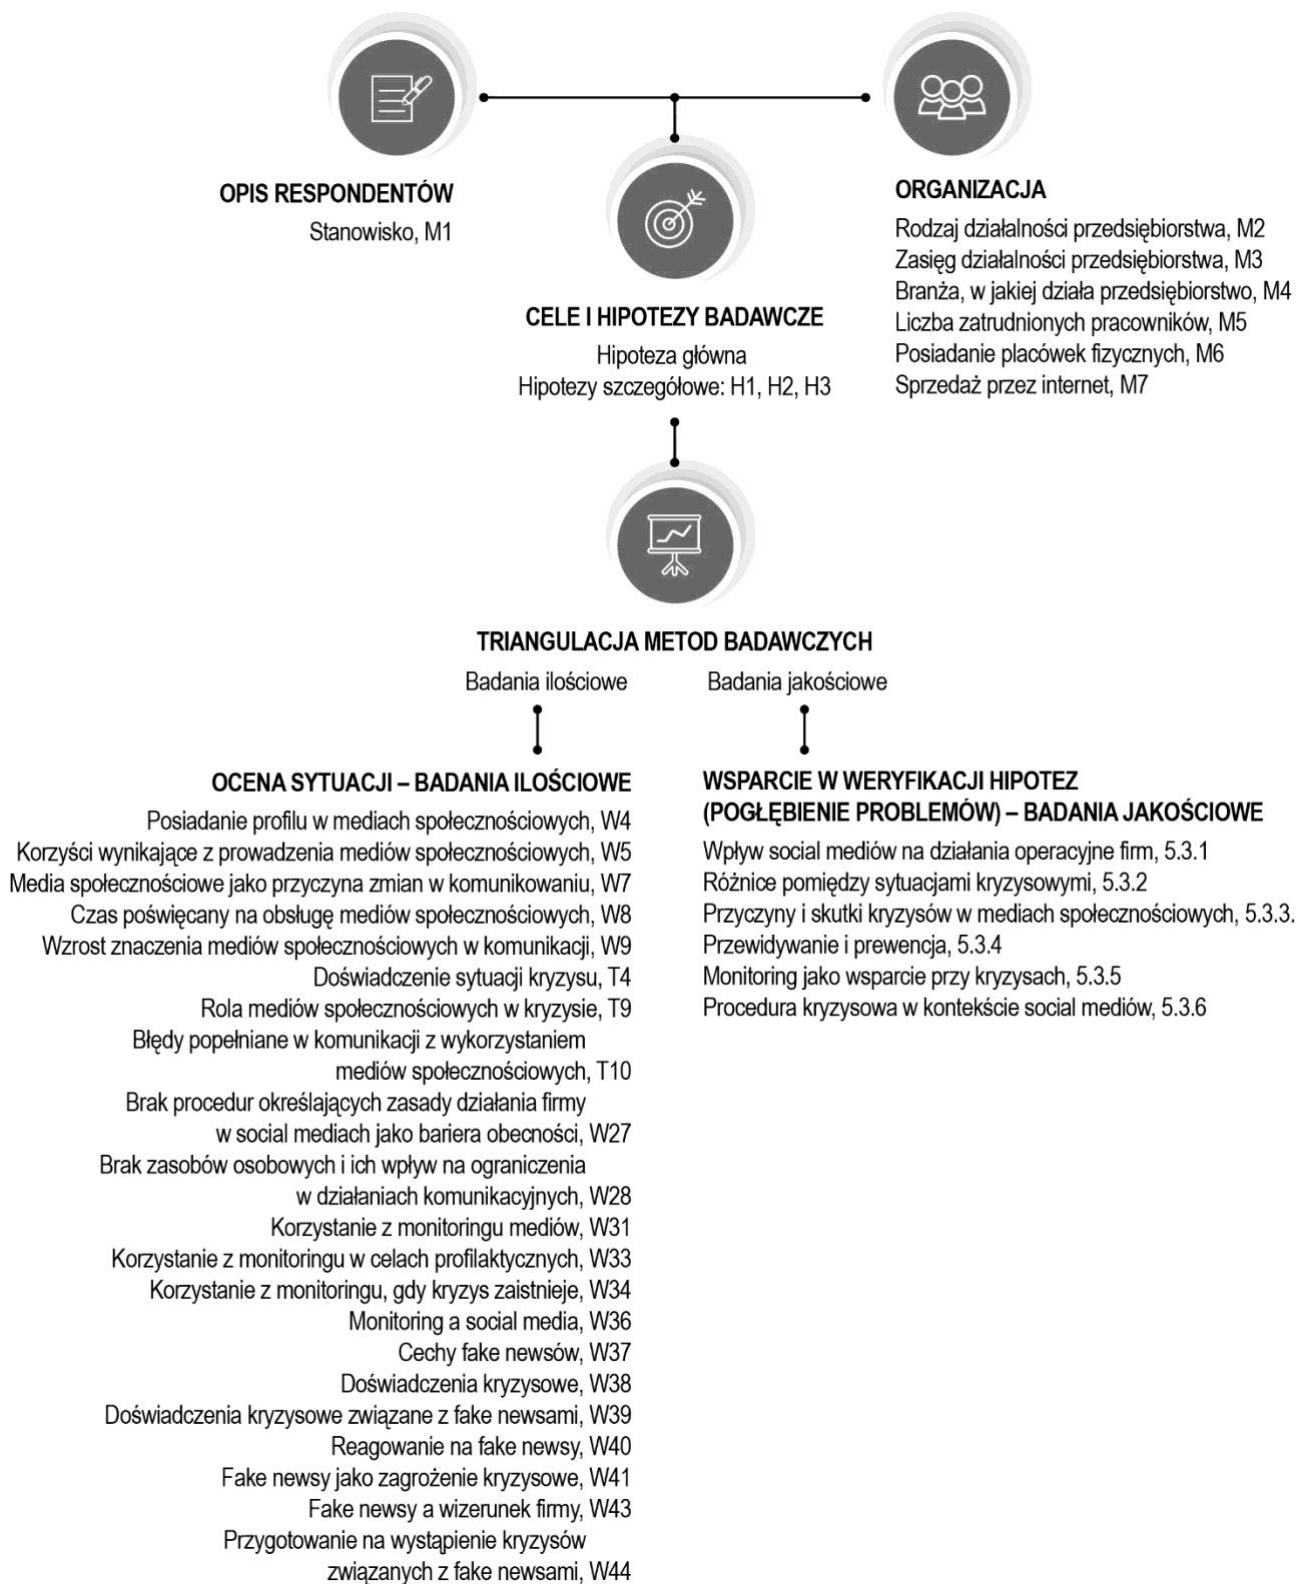 OPIS RESPONDENTÓW
Stanowisko, M1
ORGANIZACJA
Rodzaj działalności przedsiębiorstwa, M2
Zasięg działalności przedsiębiorstwa, M3
Branża, w jakiej działa przedsiębiorstwo, M4
Liczba zatrudnionych pracowników, M5
Posiadanie placówek fizycznych, M6
Sprzedaż przez internet, M7
CELE I HIPOTEZY BADAWCZE
Hipoteza główna
Hipotezy szczegółowe: H1, H2, H3
TRIANGULACJA METOD BADAWCZYCH
Badania ilościowe
Badania jakościowe
OCENA SYTUACJI – BADANIA ILOŚCIOWE
Posiadanie profilu w mediach społecznościowych, W4
Korzyści wynikające z prowadzenia mediów społecznościowych, W5
Media społecznościowe jako przyczyna zmian w komunikowaniu, W7
Czas poświęcany na obsługę mediów społecznościowych, W8
Wzrost znaczenia mediów społecznościowych w komunikacji, W9
Doświadczenie sytuacji kryzysu, T4
Rola mediów społecznościowych w kryzysie, T9
Błędy popełniane w komunikacji z wykorzystaniem
mediów społecznościowych, T10
Brak procedur określających zasady działania firmy
w social mediach jako bariera obecności, W27
Brak zasobów osobowych i ich wpływ na ograniczenia
w działaniach komunikacyjnych, W28
Korzystanie z monitoringu mediów, W31
Korzystanie z monitoringu w celach profilaktycznych, W33
Korzystanie z monitoringu, gdy kryzys zaistnieje, W34
Monitoring a social media, W36
Cechy fake newsów, W37
Doświadczenia kryzysowe, W38
Doświadczenia kryzysowe związane z fake newsami, W39
Reagowanie na fake newsy, W40
Fake newsy jako zagrożenie kryzysowe, W41
Fake newsy a wizerunek firmy, W43
Przygotowanie na wystąpienie kryzysów
związanych z fake newsami, W44
WSPARCIE W WERYFIKACJI HIPOTEZ
(POGŁĘBIENIE PROBLEMÓW) – BADANIA JAKOŚCIOWE
Wpływ social mediów na działania operacyjne firm, 5.3.1
Różnice pomiędzy sytuacjami kryzysowymi, 5.3.2
Przyczyny i skutki kryzysów w mediach społecznościowych, 5.3.3.
Przewidywanie i prewencja, 5.3.4
Monitoring jako wsparcie przy kryzysach, 5.3.5
Procedura kryzysowa w kontekście social mediów, 5.3.6